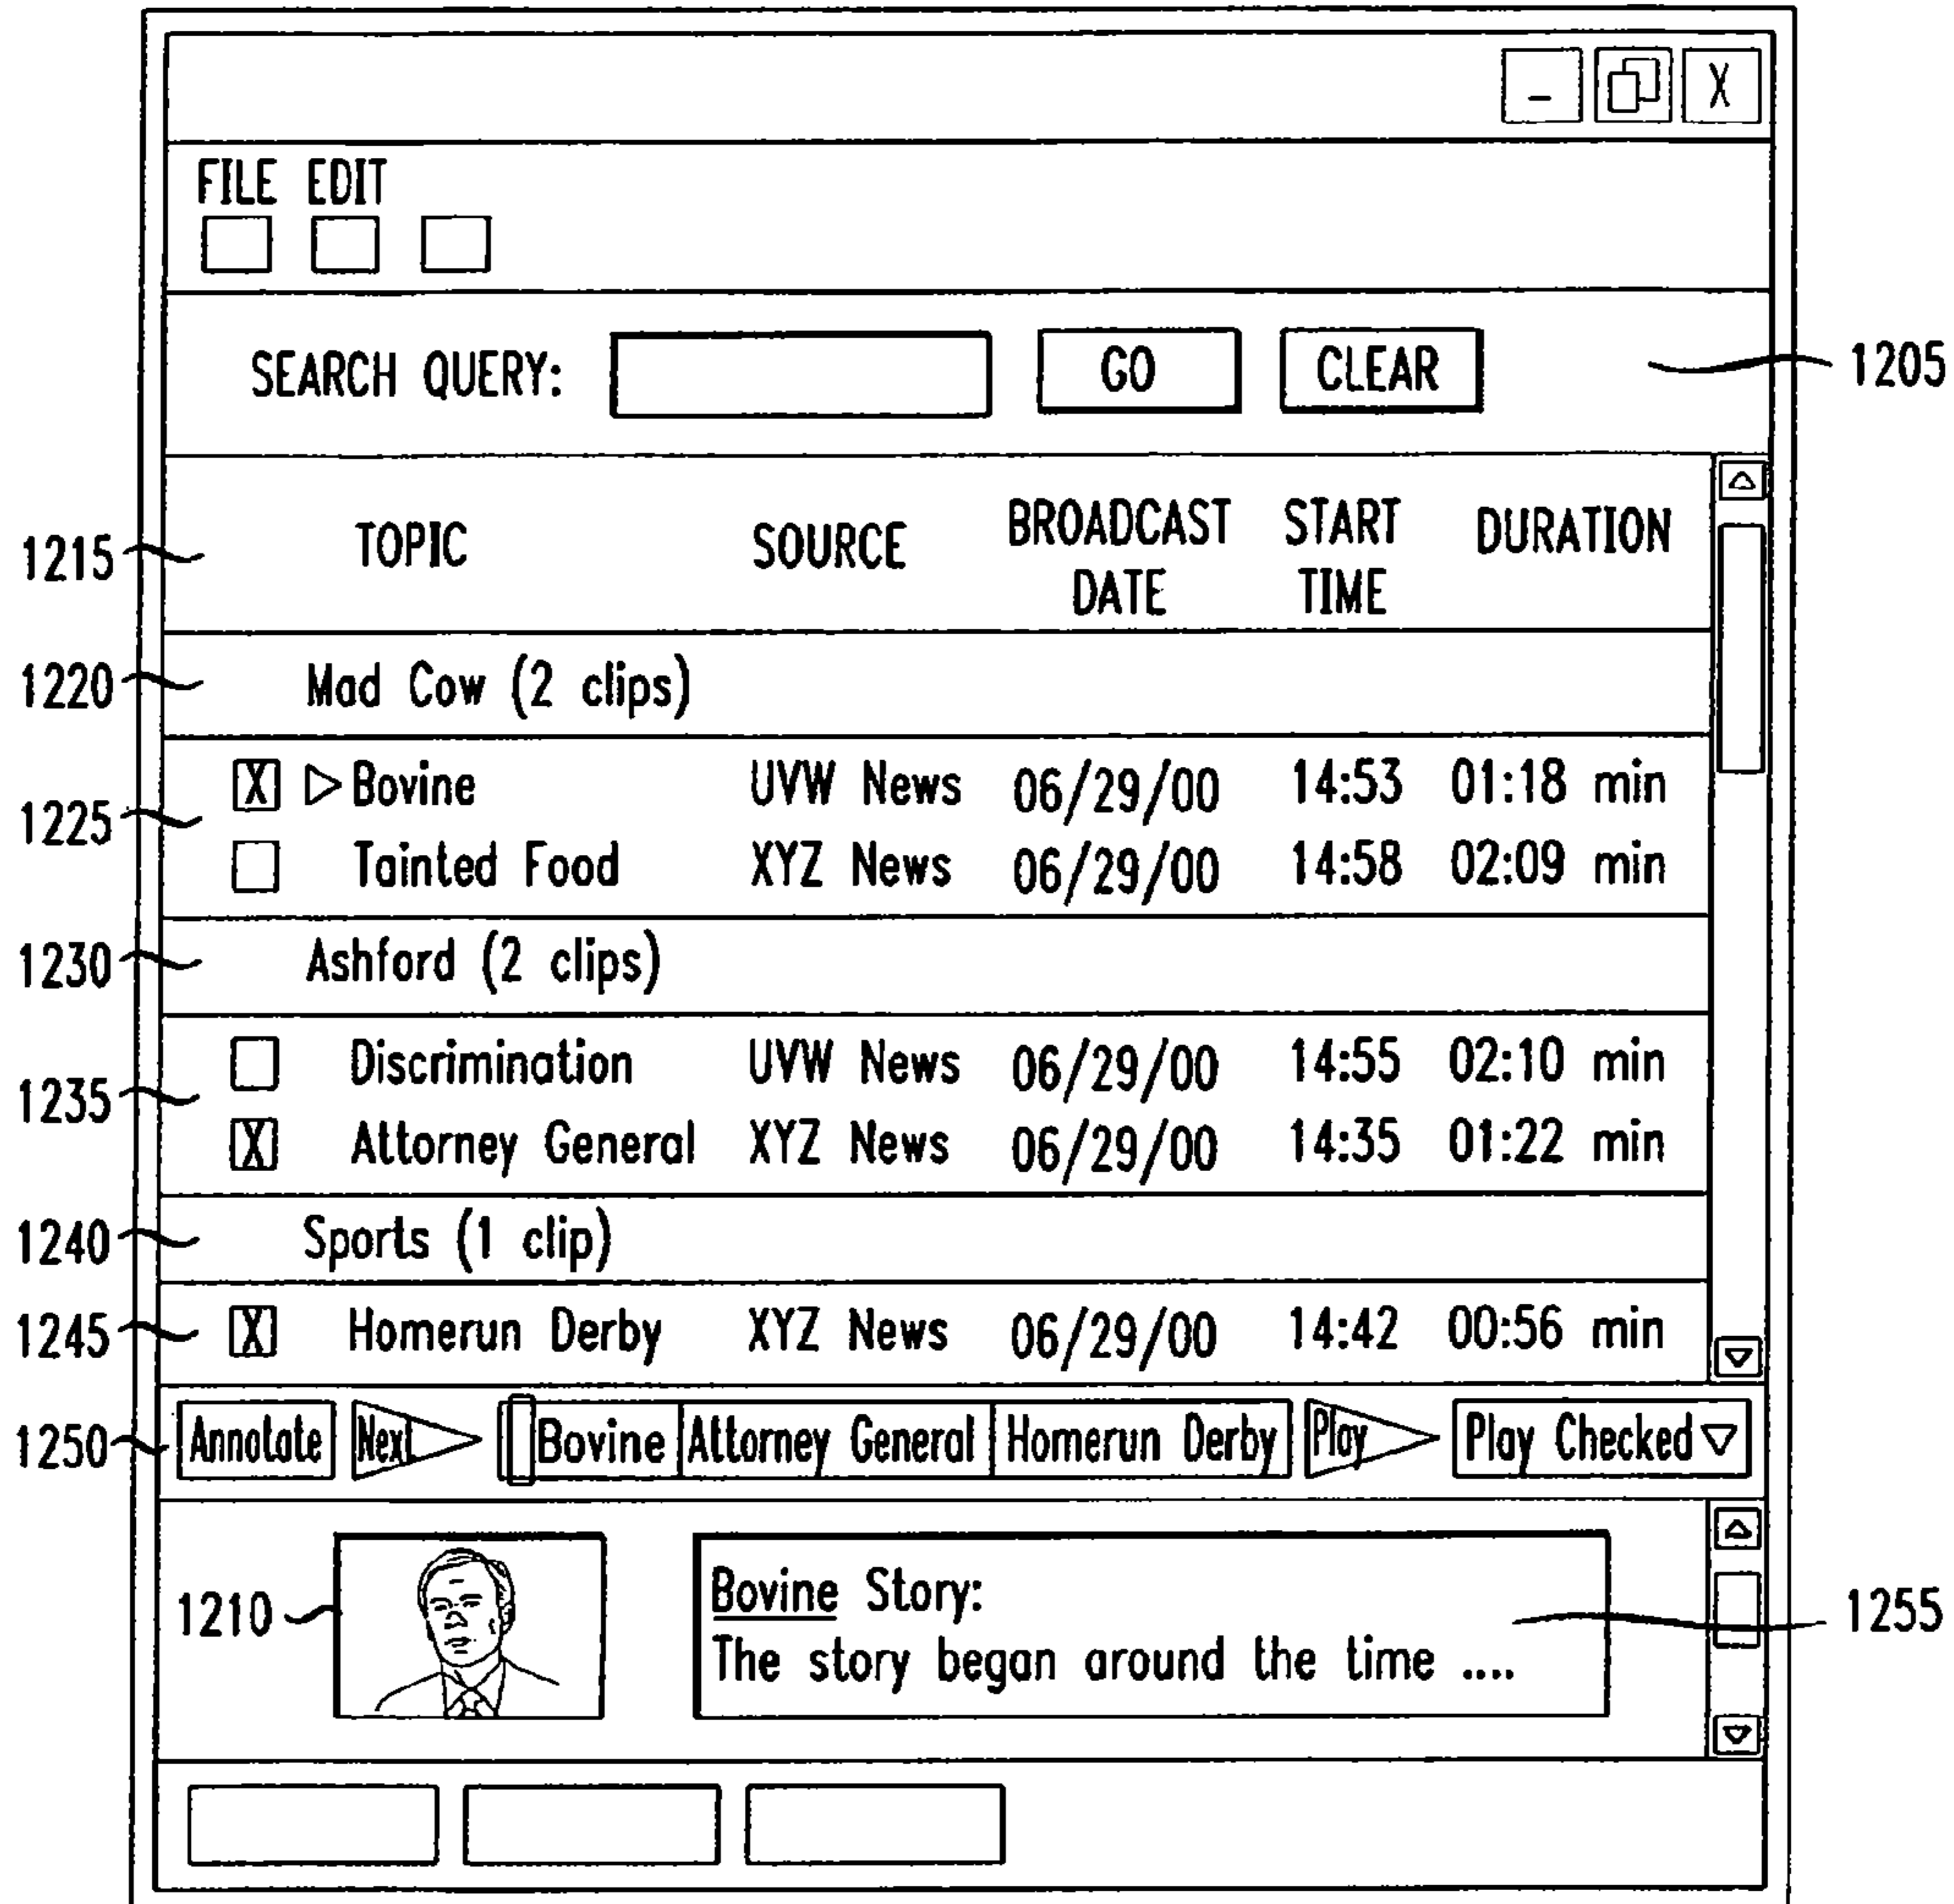 X
FILE EDIT
SEARCH QUERY: GO CLEAR 1205
1215 TOPIC SOURCE BROADCAST DATE START TIME DURATION
1220 Mad Cow (2 clips)
1225
X Bovine UVW News 06/29/00 14:53 01:18 min
Tainted Food XYZ News 06/29/00 14:58 02:09 min
1230 Ashford (2 clips)
1235
Discrimination UVW News 06/29/00 14:55 02:10 min
X Attorney General XYZ News 06/29/00 14:35 01:22 min
1240 Sports (1 clip)
1245 X Homerun Derby XYZ News 06/29/00 14:42 00:56 min
1250 Annotate Next Bovine Attorney General Homerun Derby Play Play Checked
1210
Bovine Story:
The story began around the time ....
1255